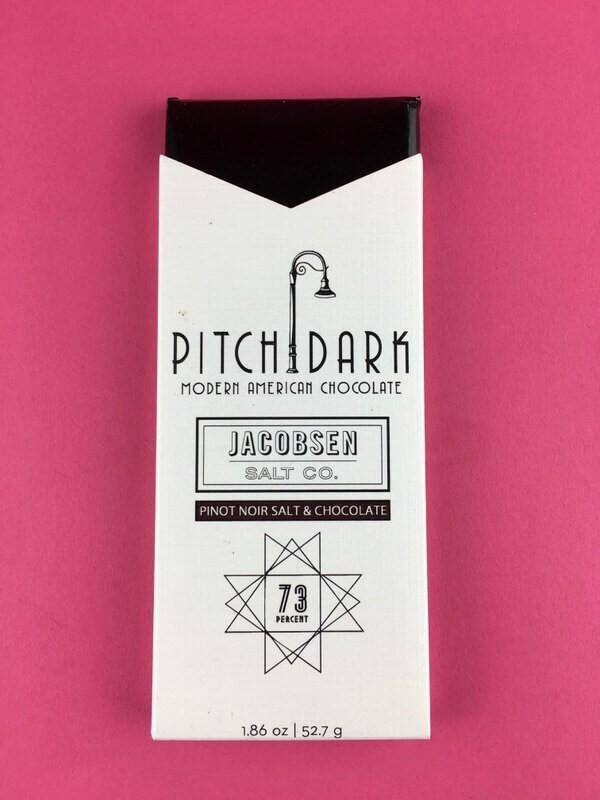 PITCH DARK
MODERN AMERICAN CHOCOLATE
JACOBSEN
SALT CO.
PINOT NOIR SALT & CHOCOLATE
73
PERCENT
1.86 oz | 52.7 g